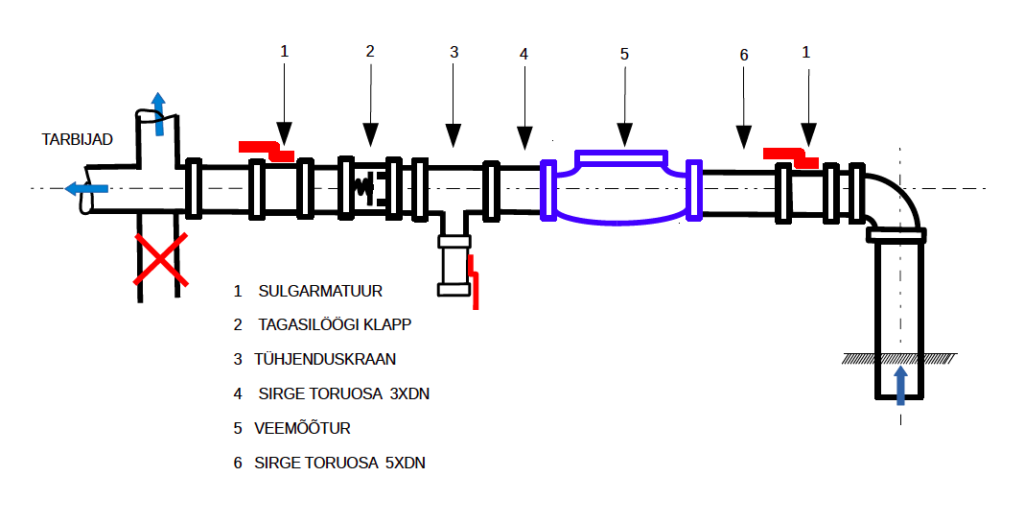 1 2 3 4 5 6 1
TARBIJAD
1 SULGARMATUUR
2 TAGASILÖÖGI KLAPP
3 TÜHJENDUSKRAAN
4 SIRGE TORUOSA 3XDN
5 VEEMÕÕTUR
6 SIRGE TORUOSA 5XDN